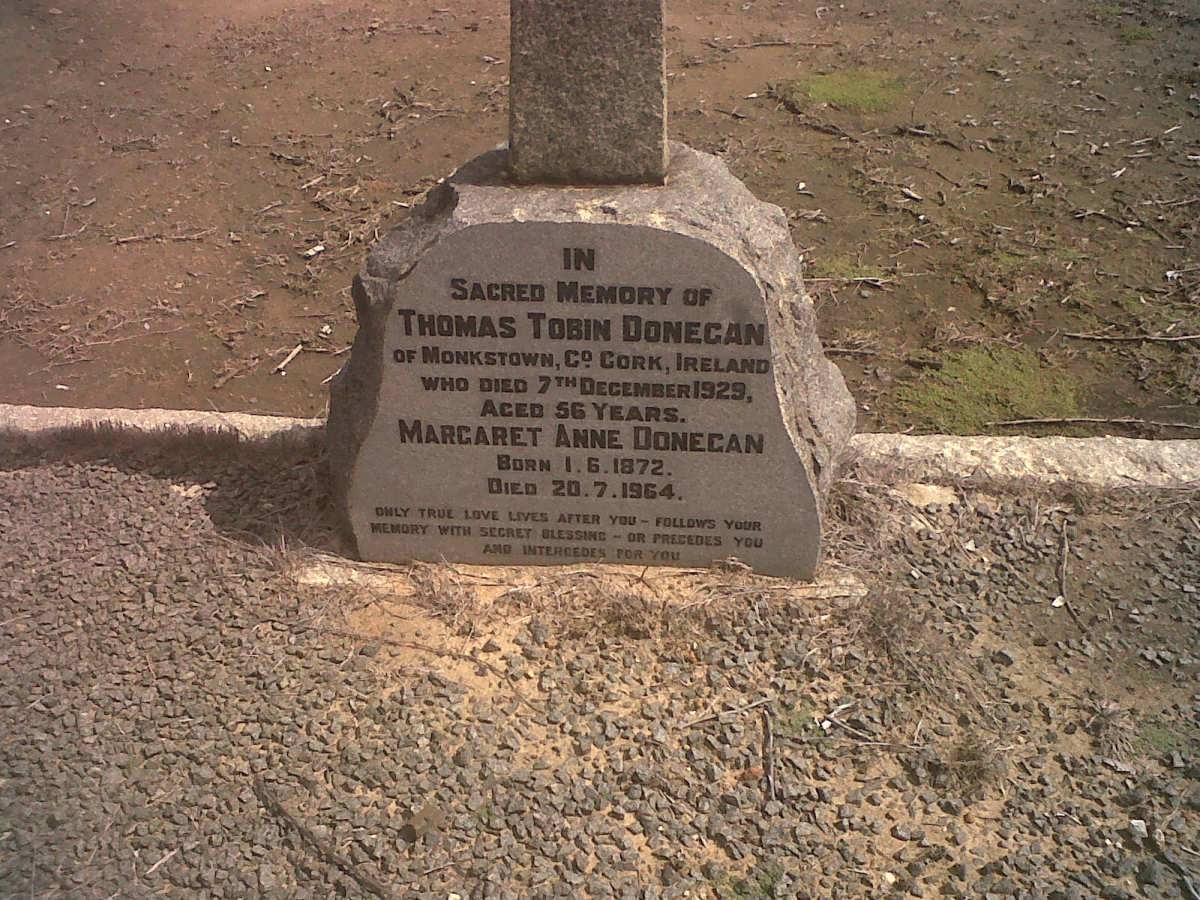 IN
SACRED MEMORY OF
THOMAS TOBIN DONEGAN
OF MONKSTOWN, Cº CORK, IRELAND
WHO DIED 7TH DECEMBER 1929,
AGED 56 YEARS.
MARGARET ANNE DONEGAN
BORN 1.6.1872.
DIED 20.7.1964.
ONLY TRUE LOVE LIVES AFTER YOU – FOLLOWS YOUR
MEMORY WITH SECRET BLESSING – OR PRECEDES YOU
AND INTERCEDES FOR YOU